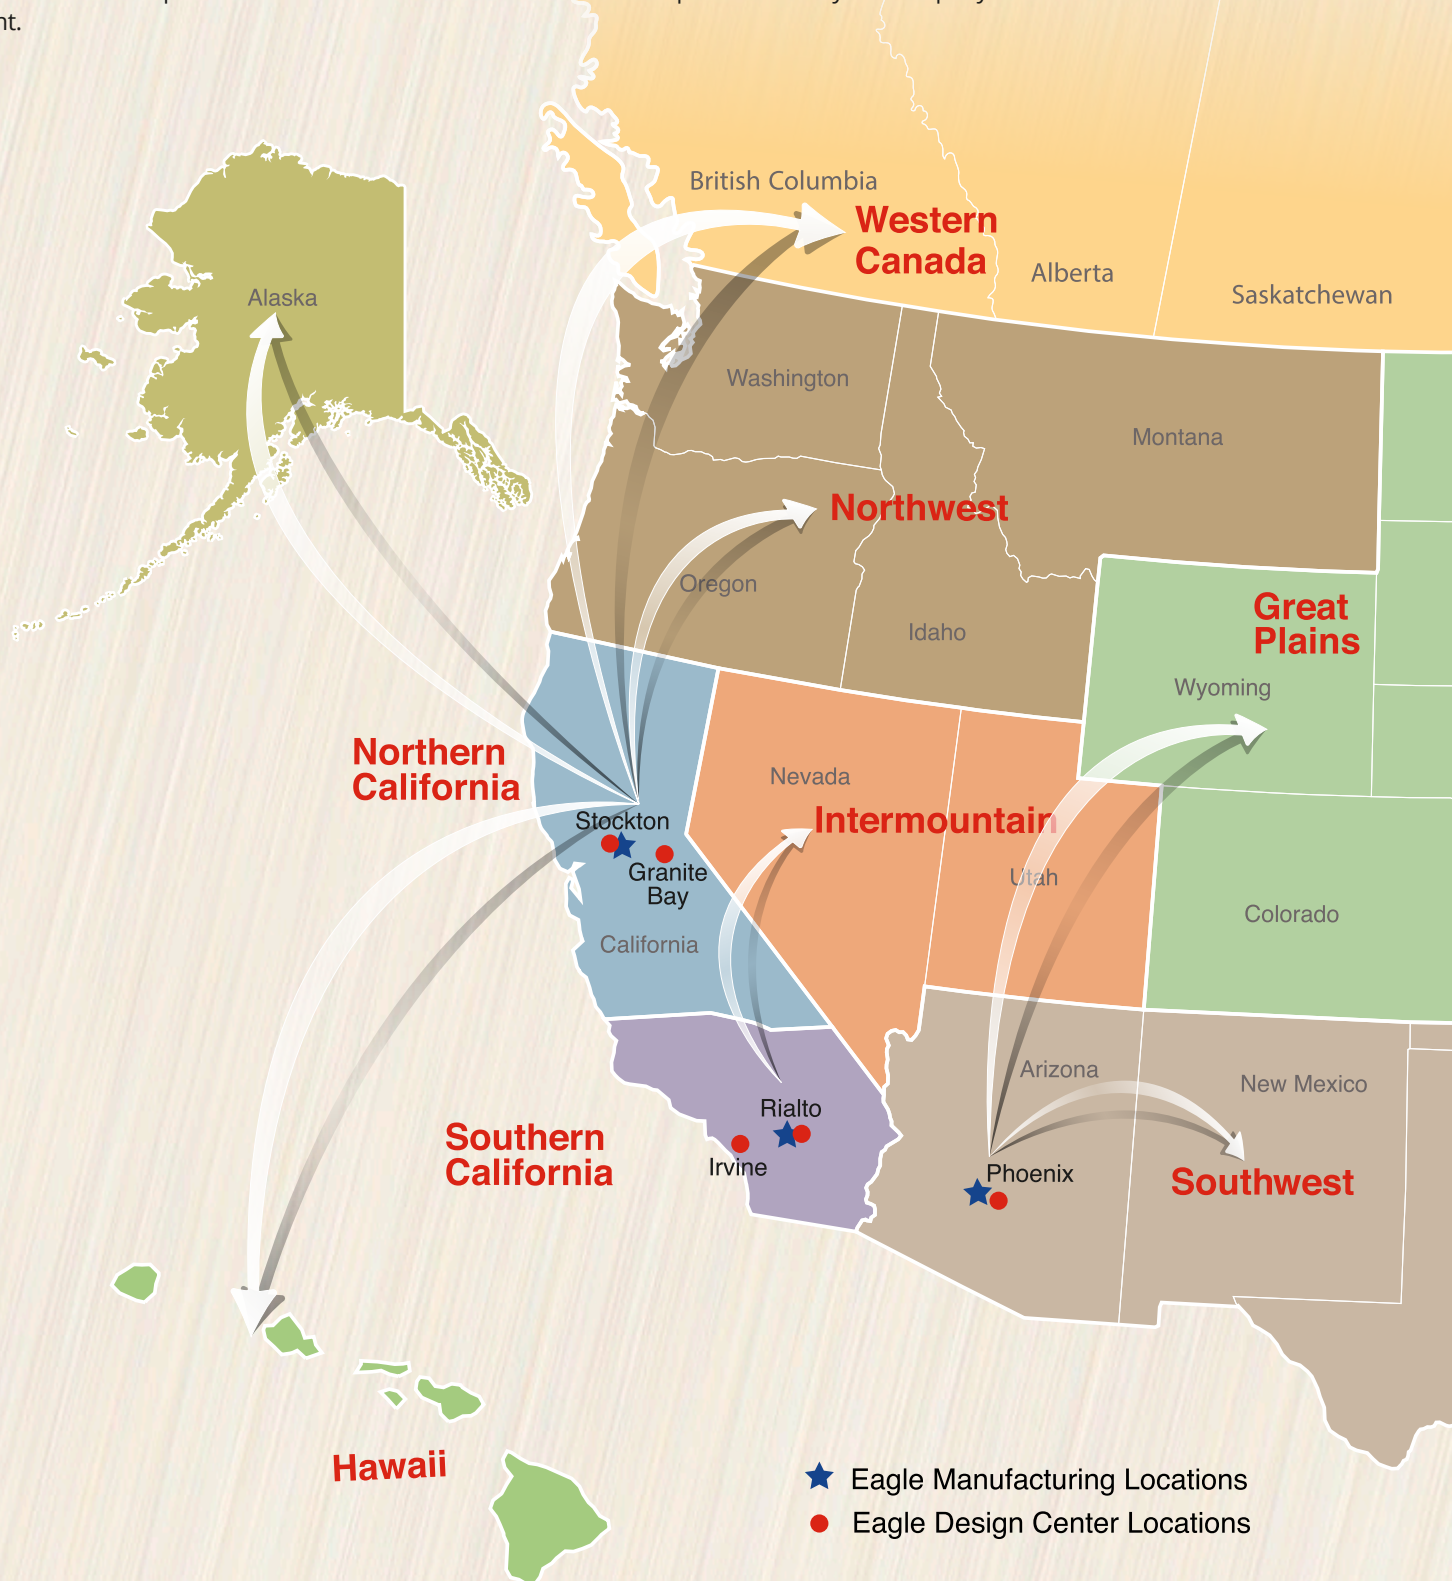 nt.
British Columbia
Western
Canada
Alberta
Saskatchewan
Alaska
Washington
Montana
Northwest
Oregon
Idaho
Great
Plains
Wyoming
Northern
California
Nevada
Intermountain
Stockton
Granite
Bay
Utah
Colorado
California
Arizona
New Mexico
Rialto
Southern
California
Irvine
Phoenix
Southwest
Hawaii
Eagle Manufacturing Locations
Eagle Design Center Locations